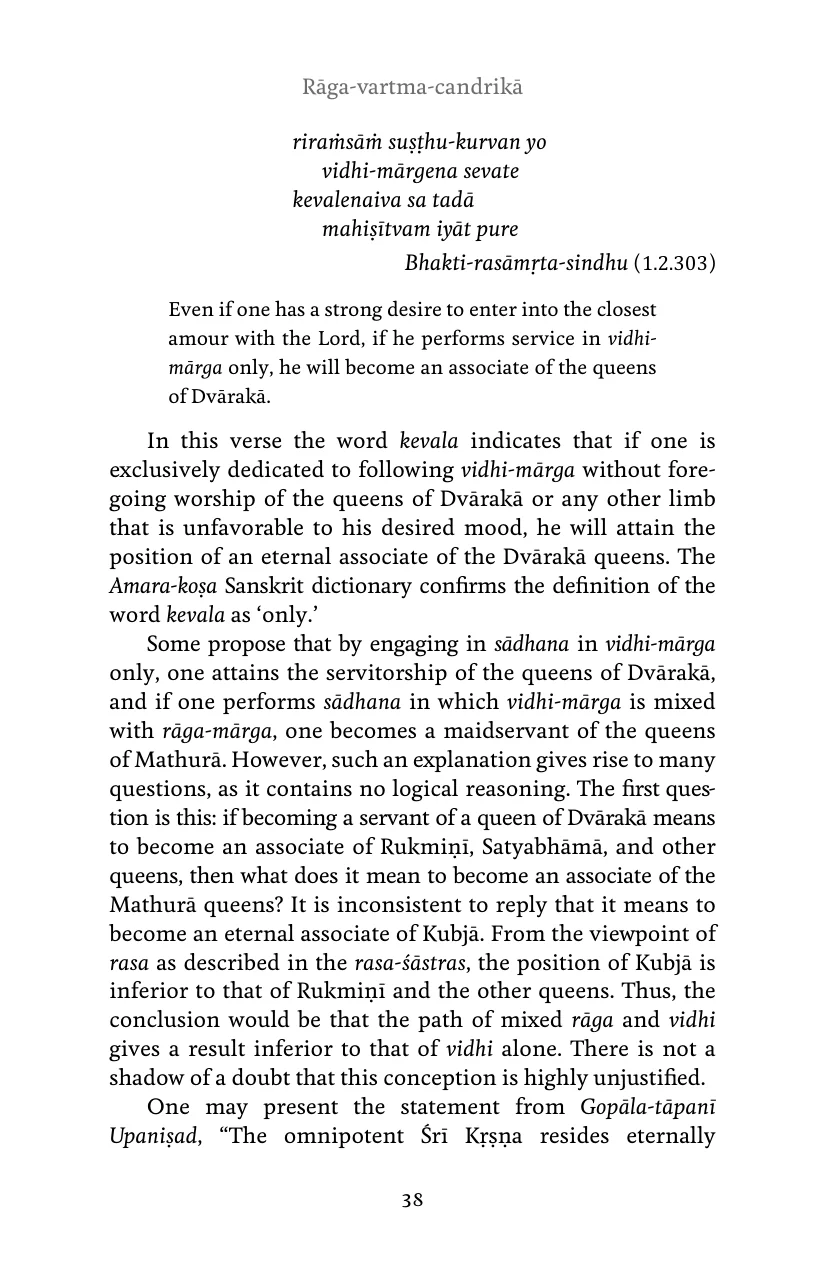 Rāga-vartma-candrikā
riraṁsāṁ suṣṭhu-kurvan yo
vidhi-mārgena sevate
kevalenaiva sa tadā
mahiṣītvam iyāt pure
Bhakti-rasāmṛta-sindhu (1.2.303)
Even if one has a strong desire to enter into the closest
amour with the Lord, if he performs service in vidhi-
mārga only, he will become an associate of the queens
of Dvārakā.
In this verse the word kevala indicates that if one is
exclusively dedicated to following vidhi-mārga without fore-
going worship of the queens of Dvārakā or any other limb
that is unfavorable to his desired mood, he will attain the
position of an eternal associate of the Dvārakā queens. The
Amara-koṣa Sanskrit dictionary confirms the definition of the
word kevala as ‘only.’
Some propose that by engaging in sādhana in vidhi-mārga
only, one attains the servitorship of the queens of Dvārakā,
and if one performs sādhana in which vidhi-mārga is mixed
with rāga-mārga, one becomes a maidservant of the queens
of Mathurā. However, such an explanation gives rise to many
questions, as it contains no logical reasoning. The first ques-
tion is this: if becoming a servant of a queen of Dvārakā means
to become an associate of Rukmiṇī, Satyabhāmā, and other
queens, then what does it mean to become an associate of the
Mathurā queens? It is inconsistent to reply that it means to
become an eternal associate of Kubjā. From the viewpoint of
rasa as described in the rasa-śāstras, the position of Kubjā is
inferior to that of Rukmiṇī and the other queens. Thus, the
conclusion would be that the path of mixed rāga and vidhi
gives a result inferior to that of vidhi alone. There is not a
shadow of a doubt that this conception is highly unjustified.
One may present the statement from Gopāla-tāpanī
Upaniṣad, “The omnipotent Śrī Kṛṣṇa resides eternally
38